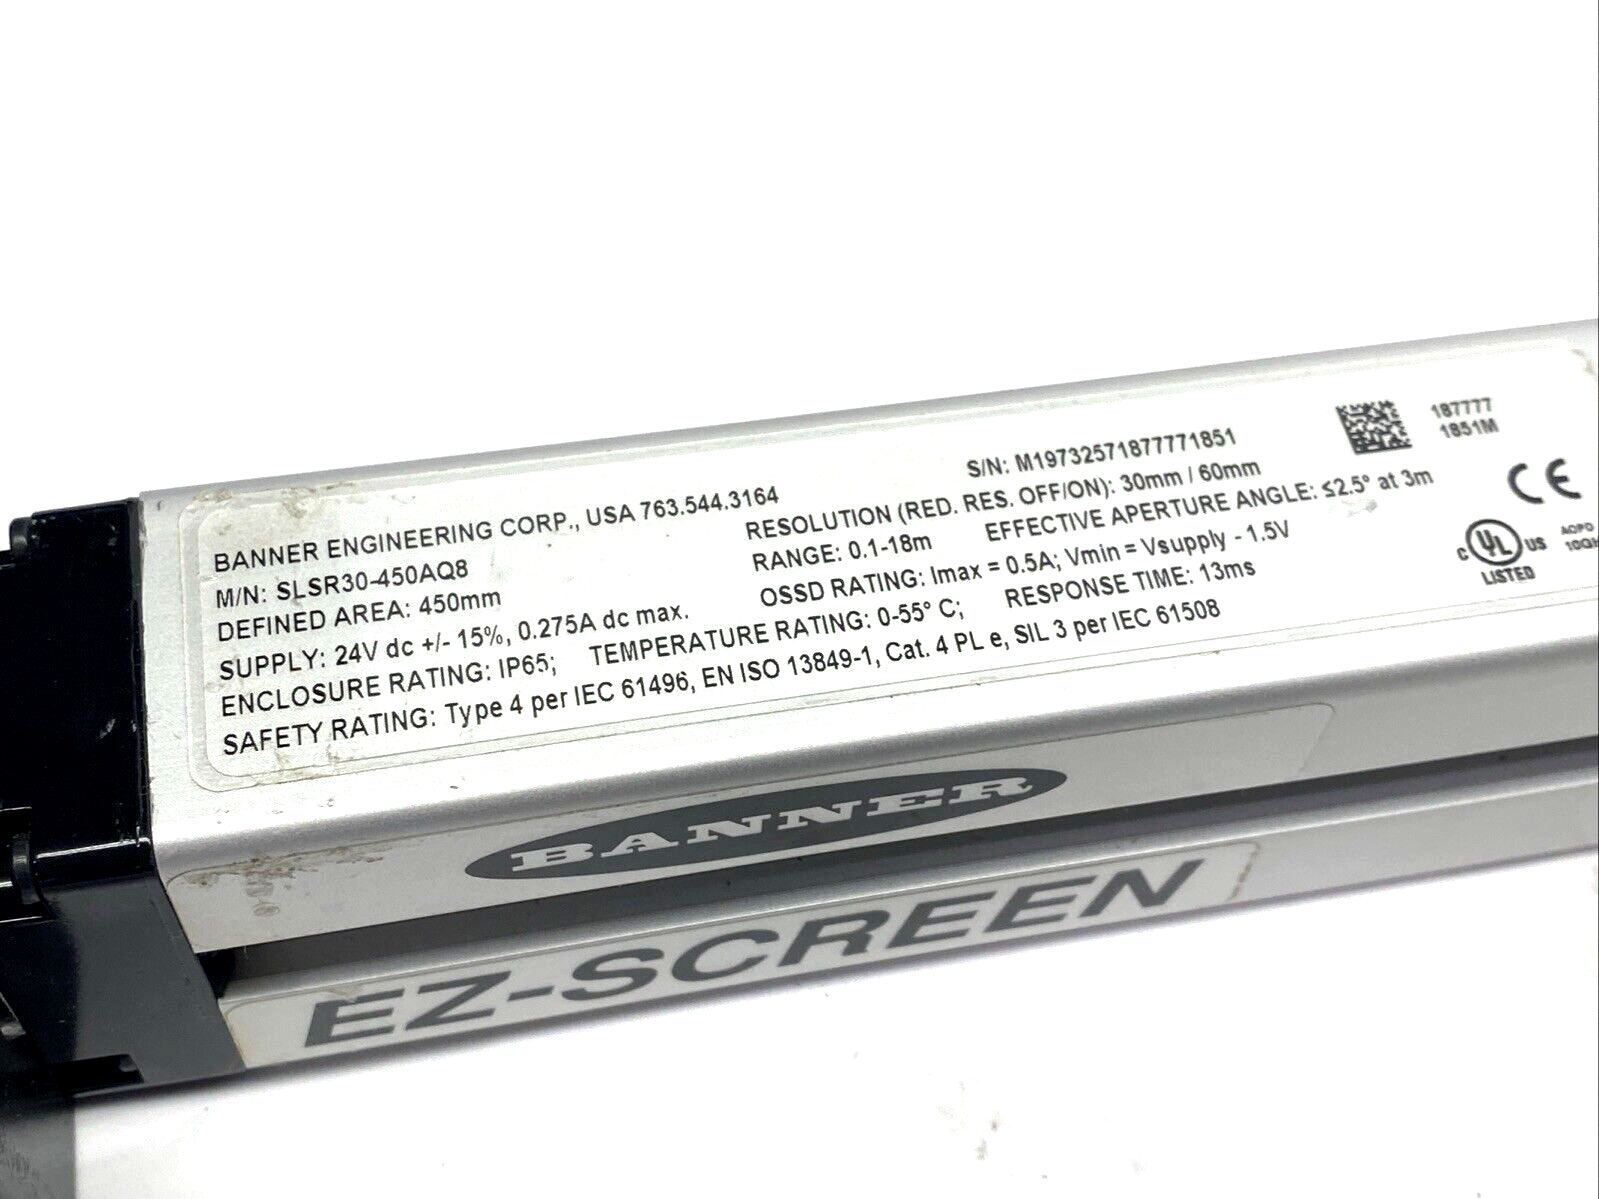 BANNER ENGINEERING CORP., USA 763.544.3164
M/N: SLSR30-450AQ8
S/N: M19732571877771851
DEFINED AREA: 450mm
RESOLUTION (RED. RES. OFF/ON): 30mm / 60mm
SUPPLY: 24V dc +/- 15%, 0.275A dc max.
RANGE: 0.1-18m EFFECTIVE APERTURE ANGLE: ≤2.5° at 3m
OSSD RATING: Imax = 0.5A; Vmin = Vsupply - 1.5V
ENCLOSURE RATING: IP65; TEMPERATURE RATING: 0-55° C; RESPONSE TIME: 13ms
SAFETY RATING: Type 4 per IEC 61496, EN ISO 13849-1, Cat. 4 PL e, SIL 3 per IEC 61508
187777
1851M
CE
C UL US
LISTED
AOPD
BANNER
EZ-SCREEN